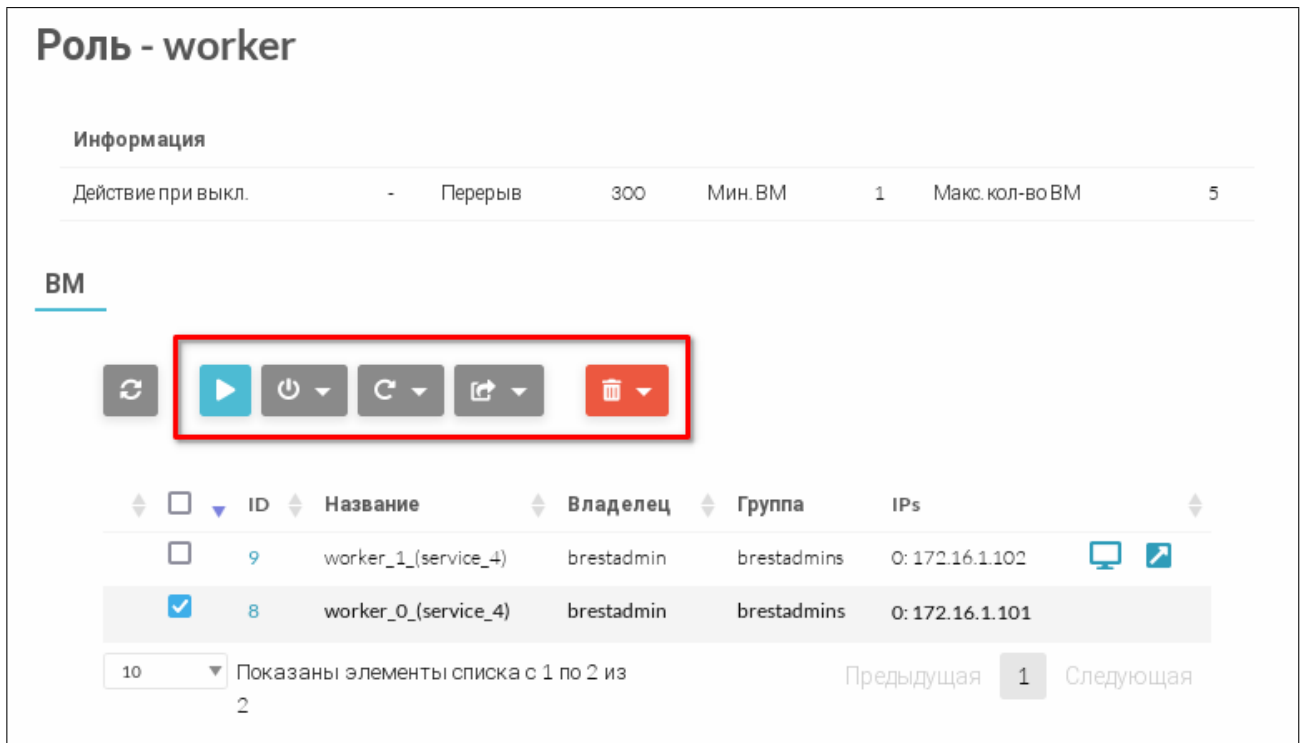 Роль - worker
Информация
Действие при выкл. - Перерыв 300 Мин. ВМ 1 Макс. кол-во ВМ 5
ВМ
ID Название Владелец Группа IPs
9 worker_1_(service_4) brestadmin brestadmins 0: 172.16.1.102
8 worker_0_(service_4) brestadmin brestadmins 0: 172.16.1.101
10 Показаны элементы списка с 1 по 2 из Предыдущая 1 Следующая
2